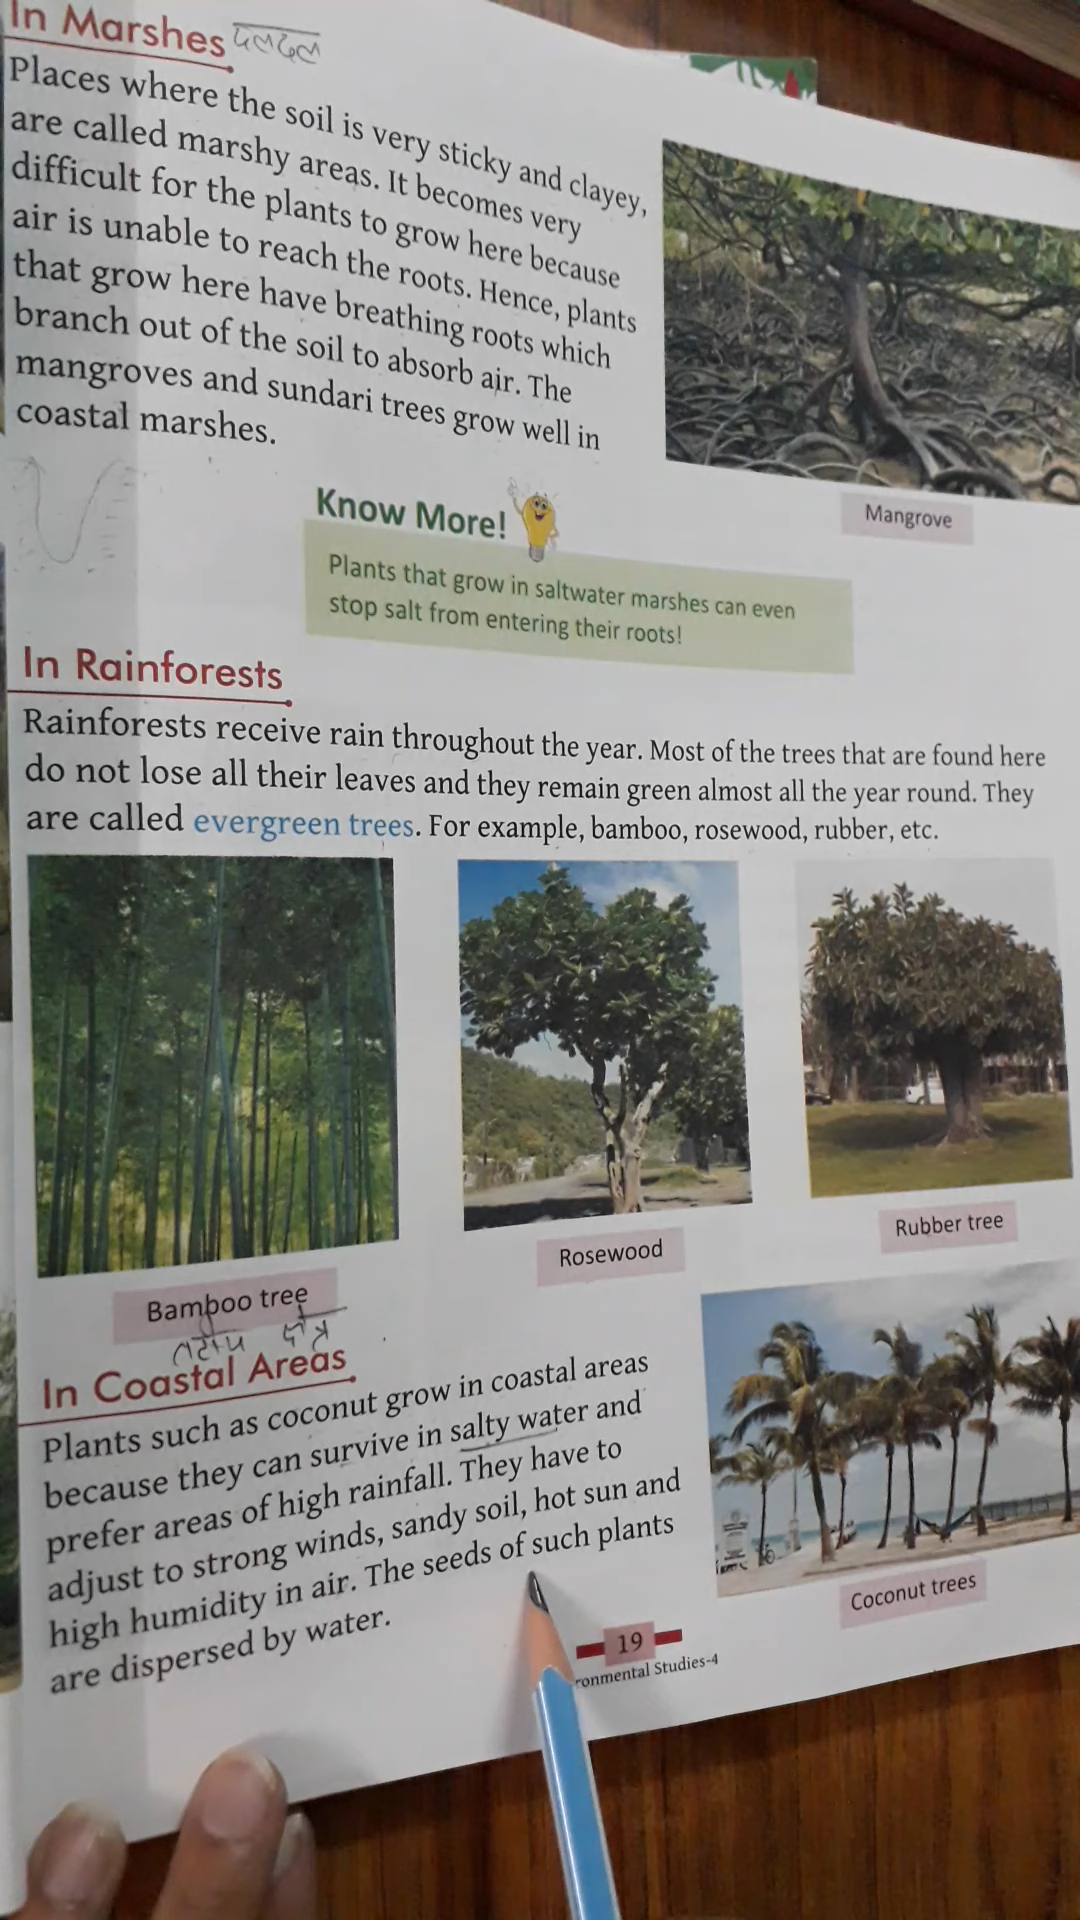 In Marshes दलदल
Places where the soil is very sticky and clayey,
are called marshy areas. It becomes very
difficult for the plants to grow here because
air is unable to reach the roots. Hence, plants
that grow here have breathing roots which
branch out of the soil to absorb air. The
mangroves and sundari trees grow well in
coastal marshes.
Mangrove
Know More!
Plants that grow in saltwater marshes can even
stop salt from entering their roots!
In Rainforests
Rainforests receive rain throughout the year. Most of the trees that are found here
do not lose all their leaves and they remain green almost all the year round. They
are called evergreen trees. For example, bamboo, rosewood, rubber, etc.
Bamboo tree
Rosewood
Rubber tree
In Coastal Areas
Plants such as coconut grow in coastal areas
because they can survive in salty water and
prefer areas of high rainfall. They have to
adjust to strong winds, sandy soil, hot sun and
high humidity in air. The seeds of such plants
are dispersed by water.
Coconut trees
19
ronmental Studies-4